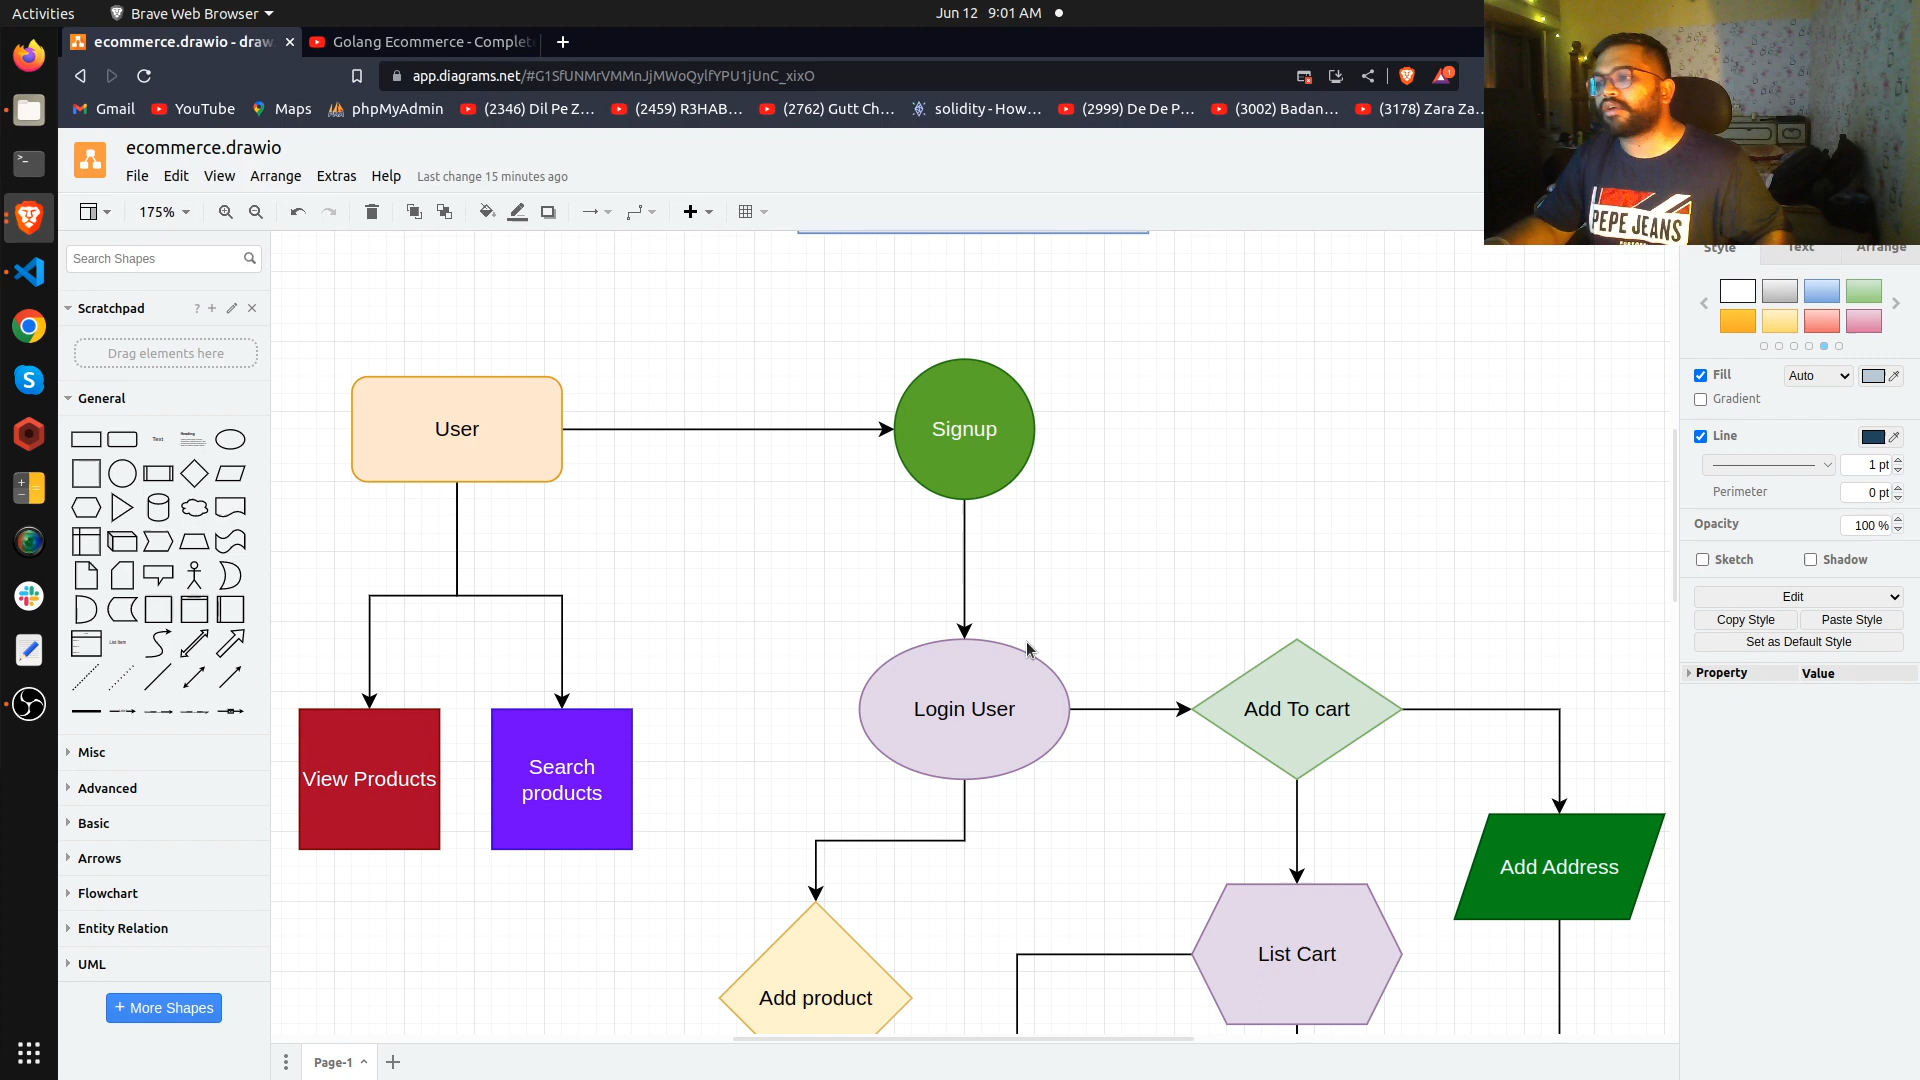 Activities
Brave Web Browser
Jun 12 9:01 AM
ecommerce.drawio - draw
Golang Ecommerce - Complet
app.diagrams.net/#G1SfUNMrVMMnJjMWoQylfYPU1jUnC_xixO
1
Gmail
YouTube
Maps
phpMyAdmin
(2346) Dil Pe Z...
(2459) R3HAB...
(2762) Gutt Ch...
solidity - How...
(2999) De De P...
(3002) Badan...
(3178) Zara Za...
ecommerce.drawio
File Edit View Arrange Extras Help Last change 15 minutes ago
175%
PEPE JEANS
Search Shapes
Style Text Arrange
Scratchpad
?
Drag elements here
General
Text
Heading
List Item
Misc
Advanced
Basic
Arrows
Flowchart
Entity Relation
UML
+ More Shapes
User
Signup
View Products
Search
products
Login User
Add To cart
Add Address
List Cart
Add product
Fill
Auto
Gradient
Line
1 pt
Perimeter
0 pt
Opacity
100 %
Sketch
Shadow
Edit
Copy Style
Paste Style
Set as Default Style
Property
Value
Page-1